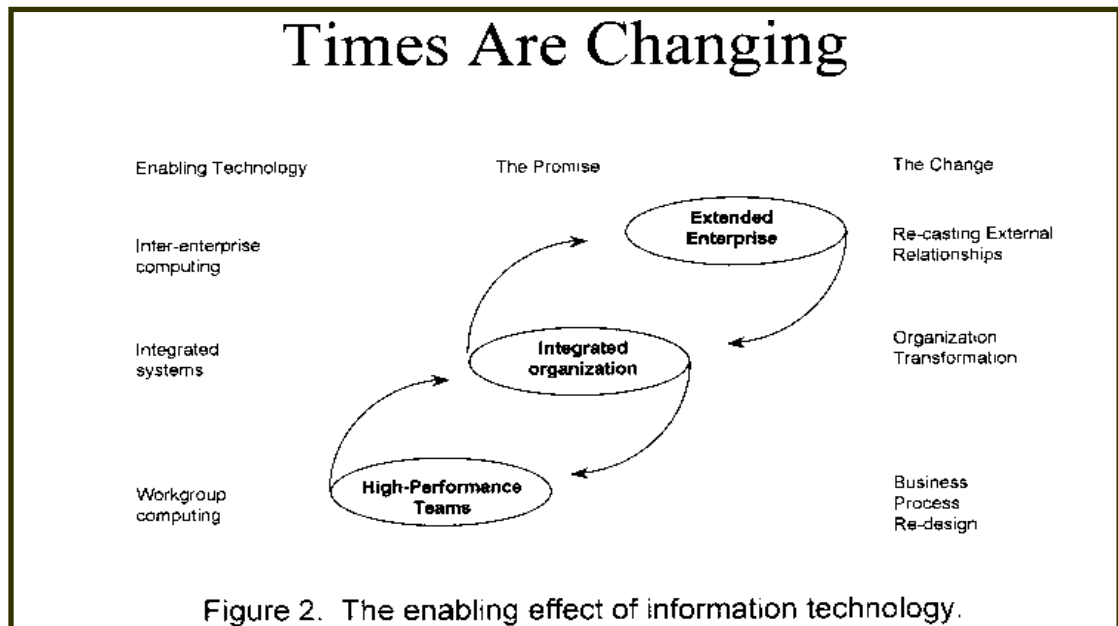 Times Are Changing
Enabling Technology
The Promise
The Change
Extended
Enterprise
Inter-enterprise
computing
Re-casting External
Relationships
Integrated
systems
Integrated
organization
Organization
Transformation
Workgroup
computing
High-Performance
Teams
Business
Process
Re-design
Figure 2. The enabling effect of information technology.